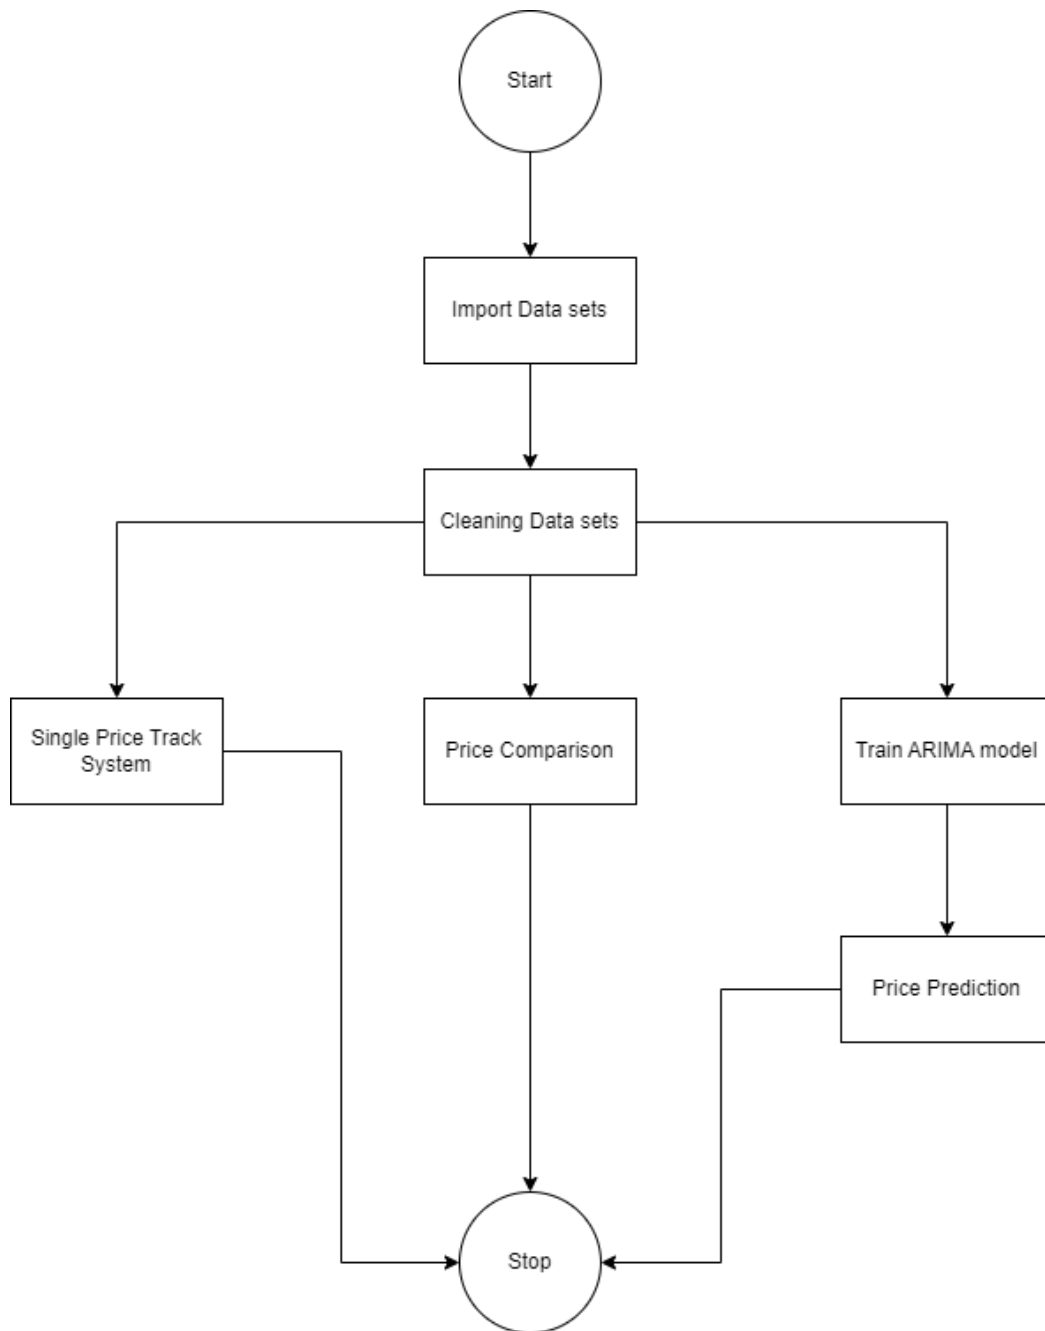 Start
Import Data sets
Cleaning Data sets
Single Price Track
System
Price Comparison
Train ARIMA model
Price Prediction
Stop